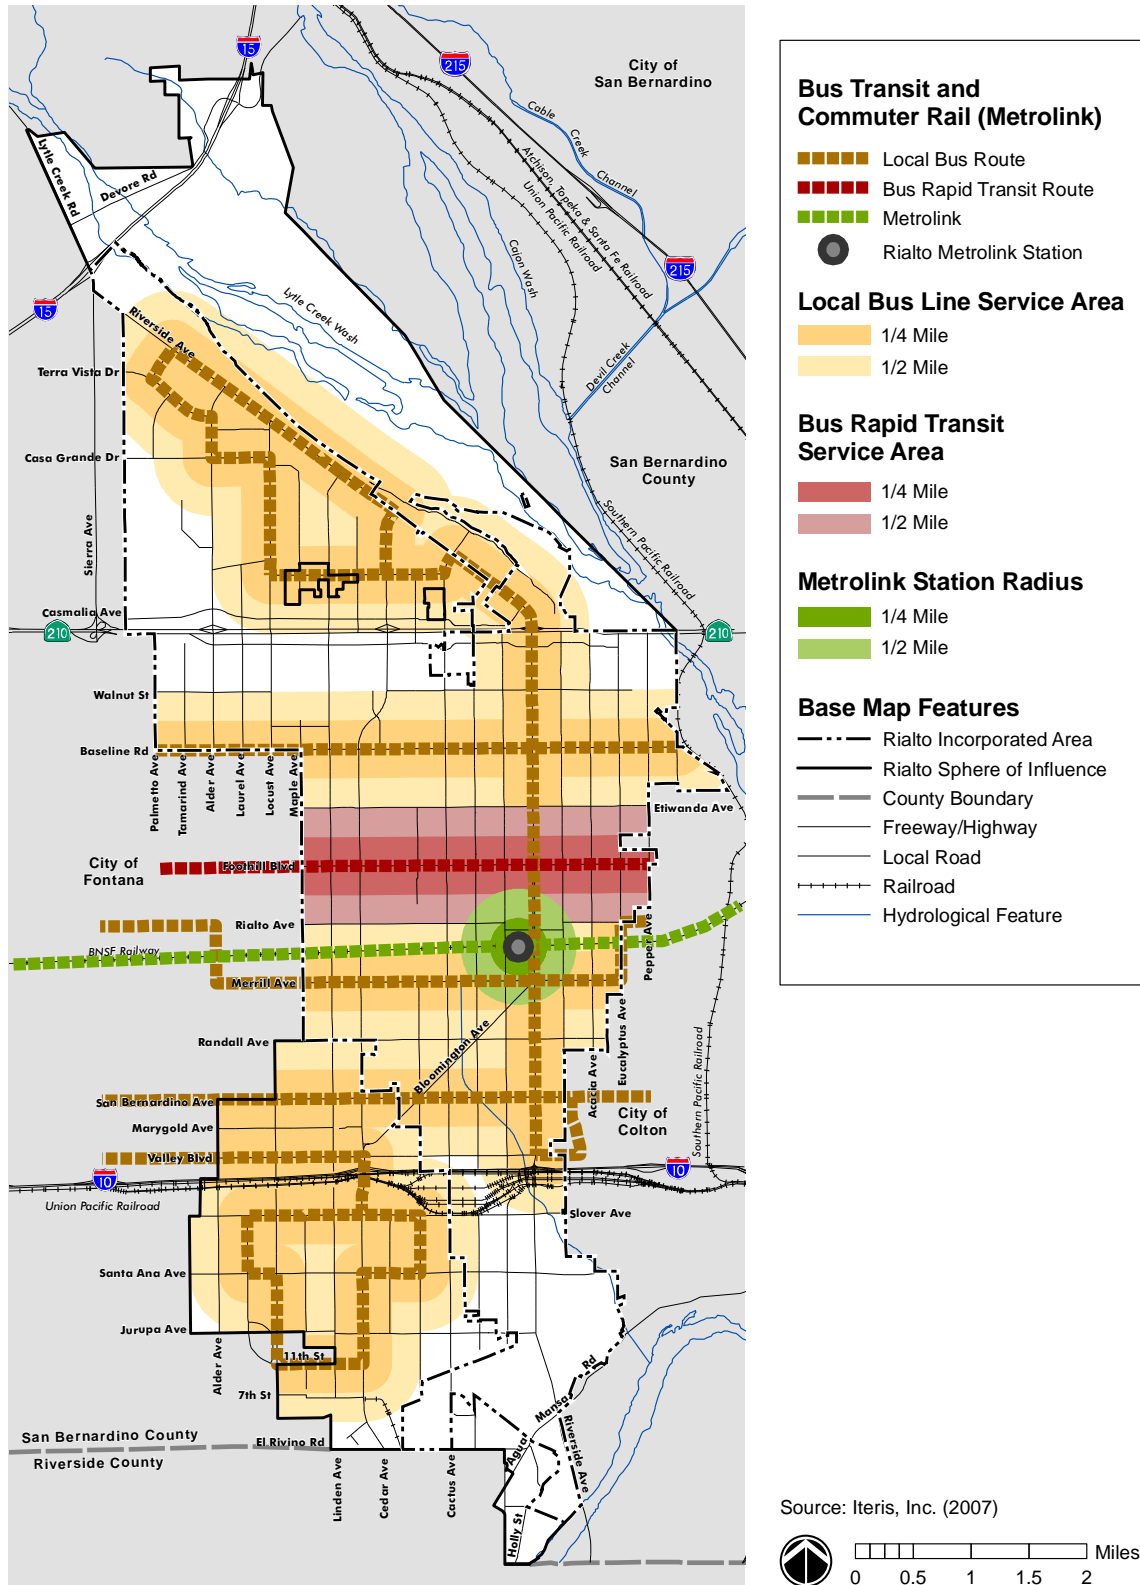 15
215
City of
San Bernardino
Cable
Creek
Channel
Atchison, Topeka & Santa Fe Railroad
Union Pacific Railroad
Lytle Creek Rd
Devore Rd
Cajon Wash
215
15
Lytle Creek Wash
Riverside Ave
Terra Vista Dr
Devil Creek
Channel
Casa Grande Dr
San Bernardino
County
Sierra Ave
Southern Pacific Railroad
Casmalia Ave
210
210
Walnut St
Baseline Rd
Palmetto Ave
Tamarind Ave
Alder Ave
Laurel Ave
Locust Ave
Maple Ave
Etiwanda Ave
City of
Fontana
Foothill Blvd
Rialto Ave
BNSF Railway
Pepper Ave
Merrill Ave
Randall Ave
Bloomington Ave
Eucalyptus Ave
Acacia Ave
Southern Pacific Railroad
San Bernardino Ave
City of
Colton
Marygold Ave
Valley Blvd
10
10
Union Pacific Railroad
Slover Ave
Santa Ana Ave
Jurupa Ave
11th St
Alder Ave
7th St
Agua Mansa Rd
Riverside Ave
San Bernardino County
El Rivino Rd
Riverside County
Linden Ave
Cedar Ave
Cactus Ave
Holly St
Bus Transit and
Commuter Rail (Metrolink)
Local Bus Route
Bus Rapid Transit Route
Metrolink
Rialto Metrolink Station
Local Bus Line Service Area
1/4 Mile
1/2 Mile
Bus Rapid Transit
Service Area
1/4 Mile
1/2 Mile
Metrolink Station Radius
1/4 Mile
1/2 Mile
Base Map Features
Rialto Incorporated Area
Rialto Sphere of Influence
County Boundary
Freeway/Highway
Local Road
Railroad
Hydrological Feature
Source: Iteris, Inc. (2007)
Miles
0 0.5 1 1.5 2